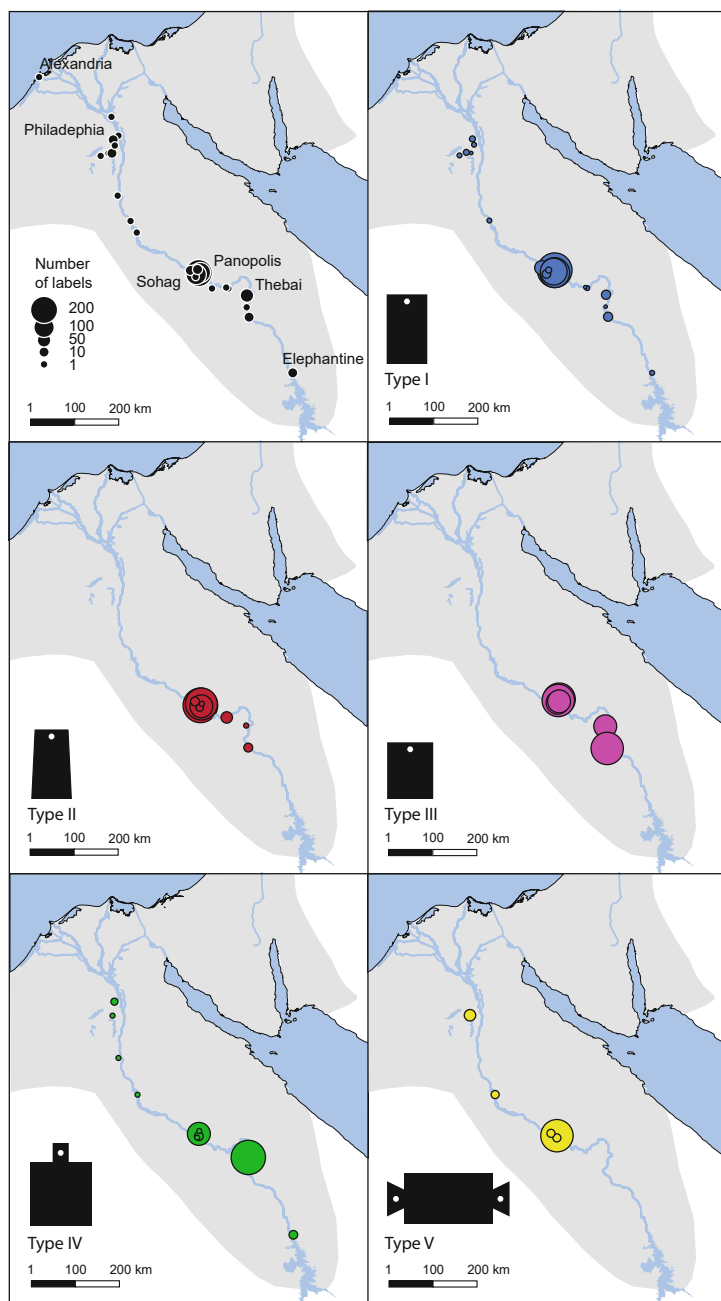 Alexandria
Philadephia
Panopolis
Sohag
Thebai
Elephantine
Number
of labels
200
100
50
10
1
1 100 200 km
Type I
1 100 200 km
Type II
1 100 200 km
Type III
1 100 200 km
Type IV
1 100 200 km
Type V
1 100 200 km